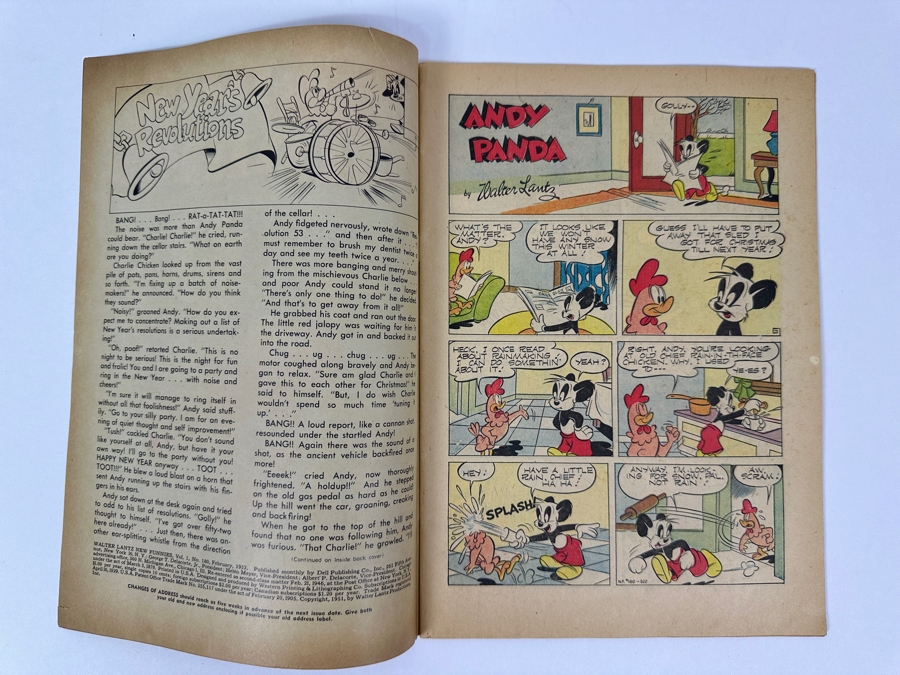 New Year's
Revolutions
BANG! . . . Bang! . . . RAT-a-TAT-TAT!!!
The noise was more than Andy Panda
could bear. "Charlie! Charlie!" he cried, run-
ning down the cellar stairs. "What on earth
are you doing?"
Charlie Chicken looked up from the vast
pile of pots, pans, horns, drums, sirens and
so forth. "I'm fixing up a batch of noise-
makers!" he announced. "How do you think
they sound?"
"Noisy!" groaned Andy. "How do you ex-
pect me to concentrate? Making out a list of
New Year's resolutions is a serious undertak-
ing!"
"Oh, poof!" retorted Charlie. "This is no
night to be serious! This is the night for fun
and frolic! You and I are going to a party and
ring in the New Year . . . with noise and
cheers!"
"I'm sure it will manage to ring itself in
without all that foolishness!" Andy said stuff-
ily. "Go to your silly party. I am for an eve-
ning of quiet thought and self improvement!"
"Tush!" cackled Charlie. "You don't sound
like yourself at all, Andy, but have it your
own way! I'll go to the party without you!
HAPPY NEW YEAR anyway . . . TOOT . . .
TOOT!!!" He blew a loud blast on a horn that
sent Andy running up the stairs with his fin-
gers in his ears.
Andy sat down at the desk again and tried
to add to his list of resolutions. "Golly!" he
thought to himself. "I've got over fifty-two
here already!" . . . Just then, there was an-
other ear-splitting whistle from the direction
of the cellar! . . .
Andy fidgeted nervously, wrote down "Res-
olution 53 . . ." and then after it . . .
must remember to brush my dentist twice a
day and see my teeth twice a year. . . ."
There was more banging and merry shout-
ing from the mischievous Charlie below . . .
and poor Andy could stand it no longer.
"There's only one thing to do!" he decided.
"And that's to get away from it all!"
He grabbed his coat and ran out the door.
The little red jalopy was waiting for him in
the driveway. Andy got in and backed it out
into the road.
Chug . . . ug . . . chug . . . ug . . . The
motor coughed along bravely and Andy be-
gan to relax. "Sure am glad Charlie and I
gave this to each other for Christmas!" he
said to himself. "But, I do wish Charlie
wouldn't spend so much time 'tuning it
up.' . . ."
BANG!! A loud report, like a cannon shot,
resounded under the startled Andy!
BANG!! Again there was the sound of a
shot, as the ancient vehicle backfired once
more!
"Eeeek!" cried Andy, now thoroughly
frightened. "A holdup!!" And he stepped
on the old gas pedal as hard as he could.
Up the hill went the car, groaning, creaking
and backfiring!
When he got to the top of the hill and
found that no one was following him, Andy
was furious. "That Charlie!" he growled. "I'll
(Continued on inside back cover)
WALTER LANTZ NEW FUNNIES, Vol. 1, No. 180, February, 1952. Published monthly by Dell Publishing Co., Inc., 261 Fifth
CHANGES OF ADDRESS should reach us five weeks in advance of the next issue date. Give both
your old and new address enclosing if possible your old address label.
ANDY
PANDA
by Walter Lantz
GOLLY--
WHAT'S THE
MATTER,
ANDY?
IT LOOKS LIKE
WE WON'T
HAVE ANY SNOW
THIS WINTER
AT ALL!
GUESS I'LL HAVE TO PUT
AWAY THAT SLED I
GOT FOR CHRISTMAS
TILL NEXT YEAR!
HECK, I ONCE READ
ABOUT RAINMAKING!
I CAN DO SOMETHIN'
ABOUT IT!
YEAH?
RIGHT, ANDY, YOU'RE LOOKING
AT OLD CHIEF RAIN-IN-TH-FACE
CHICKEN, WHY, I USED
TO---
YE-ES?
HEY!
SPLASH!
HAVE A LITTLE
RAIN, CHIEF!
HA HA!
ANYWAY,
I'M LOOK-
ING FOR SNOW, PAL,
NOT RAIN!
AW,
SCRAM!